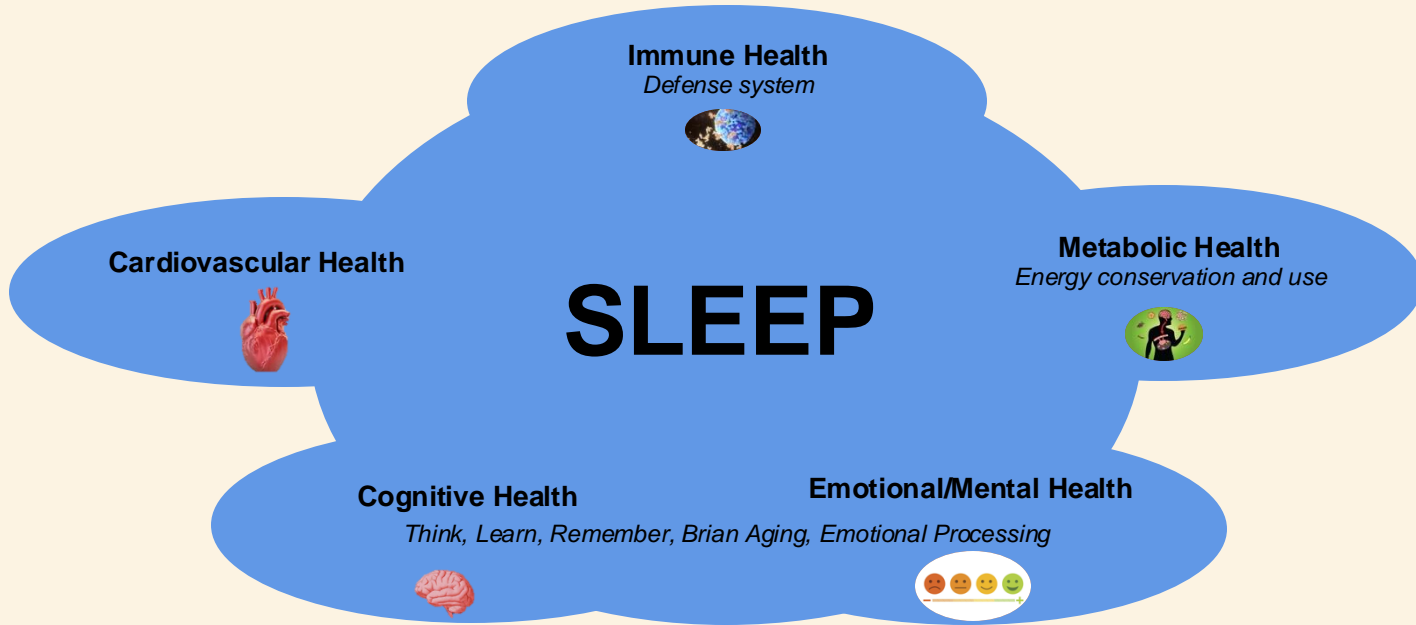 Immune Health
Defense system
Cardiovascular Health
Metabolic Health
Energy conservation and use
SLEEP
Cognitive Health
Emotional/Mental Health
Think, Learn, Remember, Brian Aging, Emotional Processing